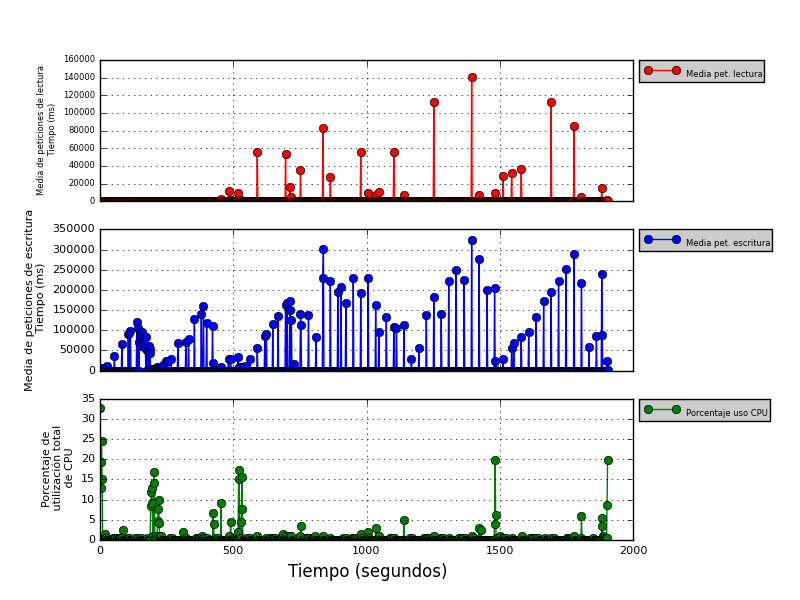 160000
140000
120000
100000
80000
60000
40000
20000
0
Media de peticiones de lectura
Tiempo (ms)
Media pet. lectura
350000
300000
250000
200000
150000
100000
50000
0
Media de peticiones de escritura
Tiempo (ms)
Media pet. escritura
35
30
25
20
15
10
5
0
Porcentaje de
utilización total
de CPU
Porcentaje uso CPU
0
500
1000
1500
2000
Tiempo (segundos)